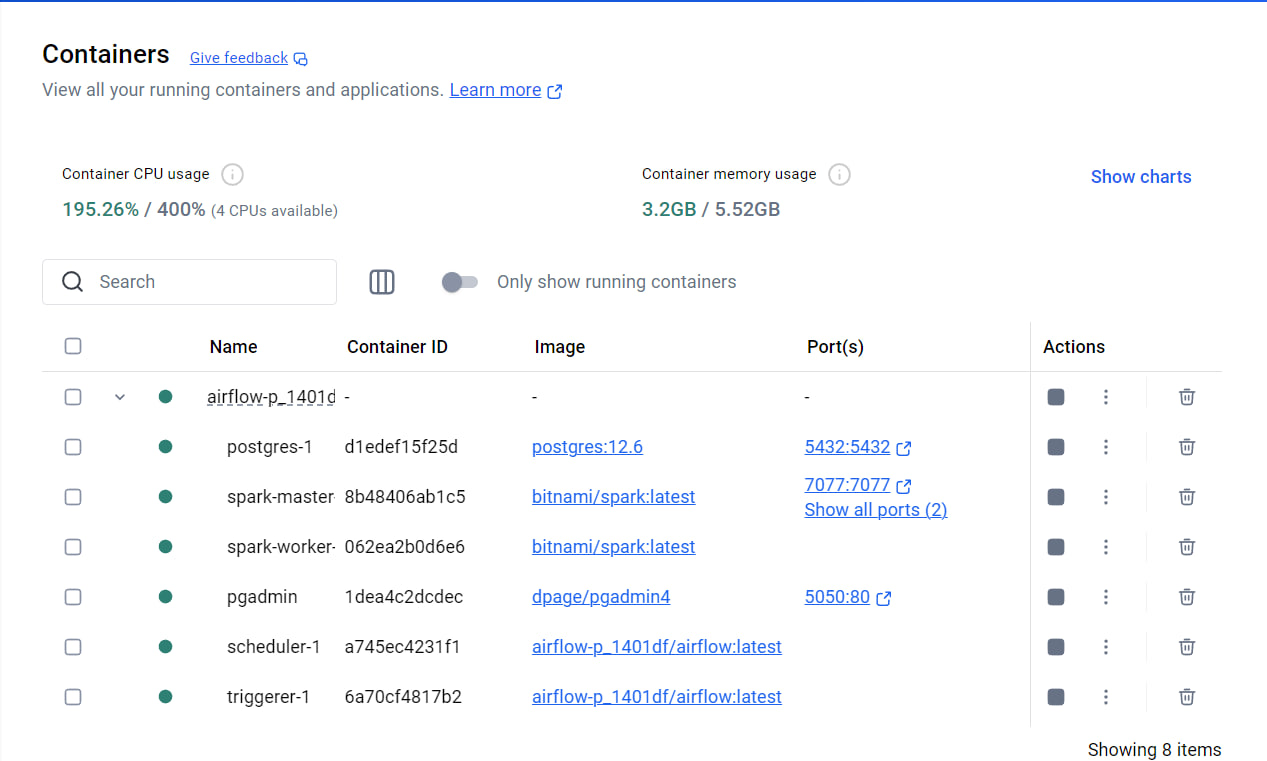 Containers Give feedback
View all your running containers and applications. Learn more
Container CPU usage
195.26% / 400% (4 CPUs available)
Container memory usage
3.2GB / 5.52GB
Show charts
Search
Only show running containers
Name Container ID Image Port(s) Actions
airflow-p_1401d - - -
postgres-1 d1edef15f25d postgres:12.6 5432:5432
spark-master- 8b48406ab1c5 bitnami/spark:latest 7077:7077
Show all ports (2)
spark-worker- 062ea2b0d6e6 bitnami/spark:latest
pgadmin 1dea4c2dcdec dpage/pgadmin4 5050:80
scheduler-1 a745ec4231f1 airflow-p_1401df/airflow:latest
triggerer-1 6a70cf4817b2 airflow-p_1401df/airflow:latest
Showing 8 items